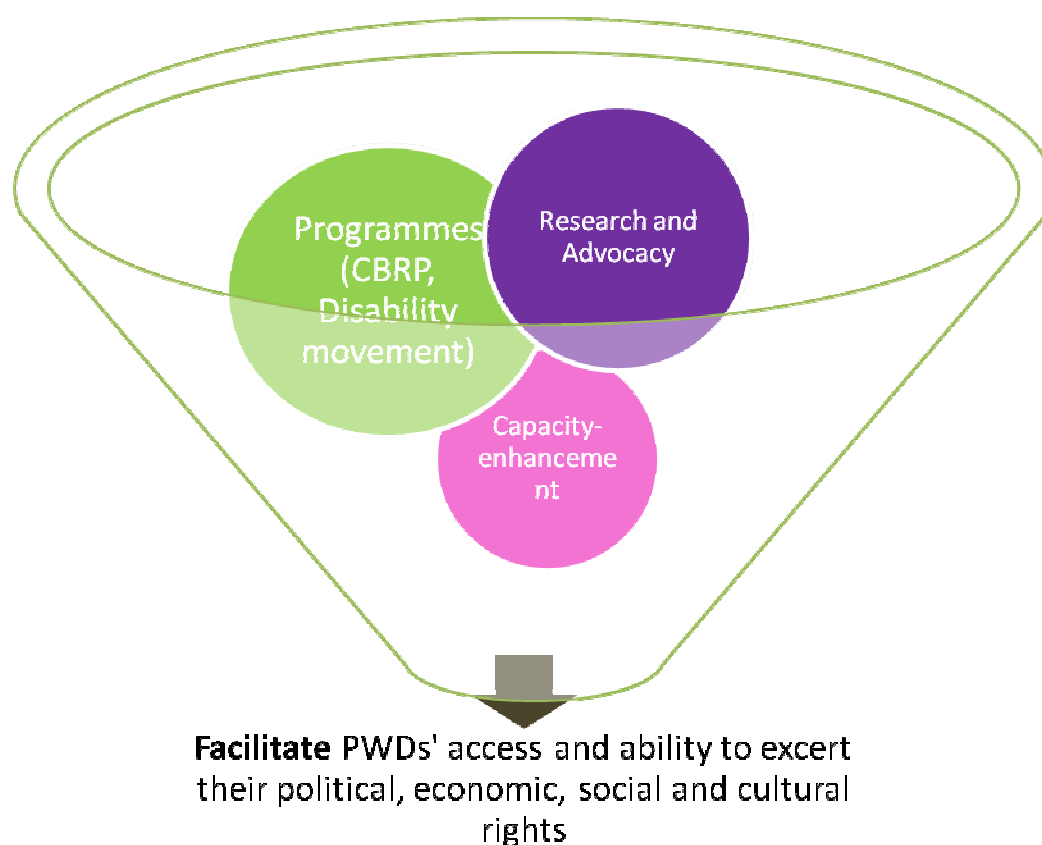 Programmes
(CBRP,
Disability
movement)
Research and
Advocacy
Capacity-
enhanceme
nt
Facilitate PWDs' access and ability to excert
their political, economic, social and cultural
rights